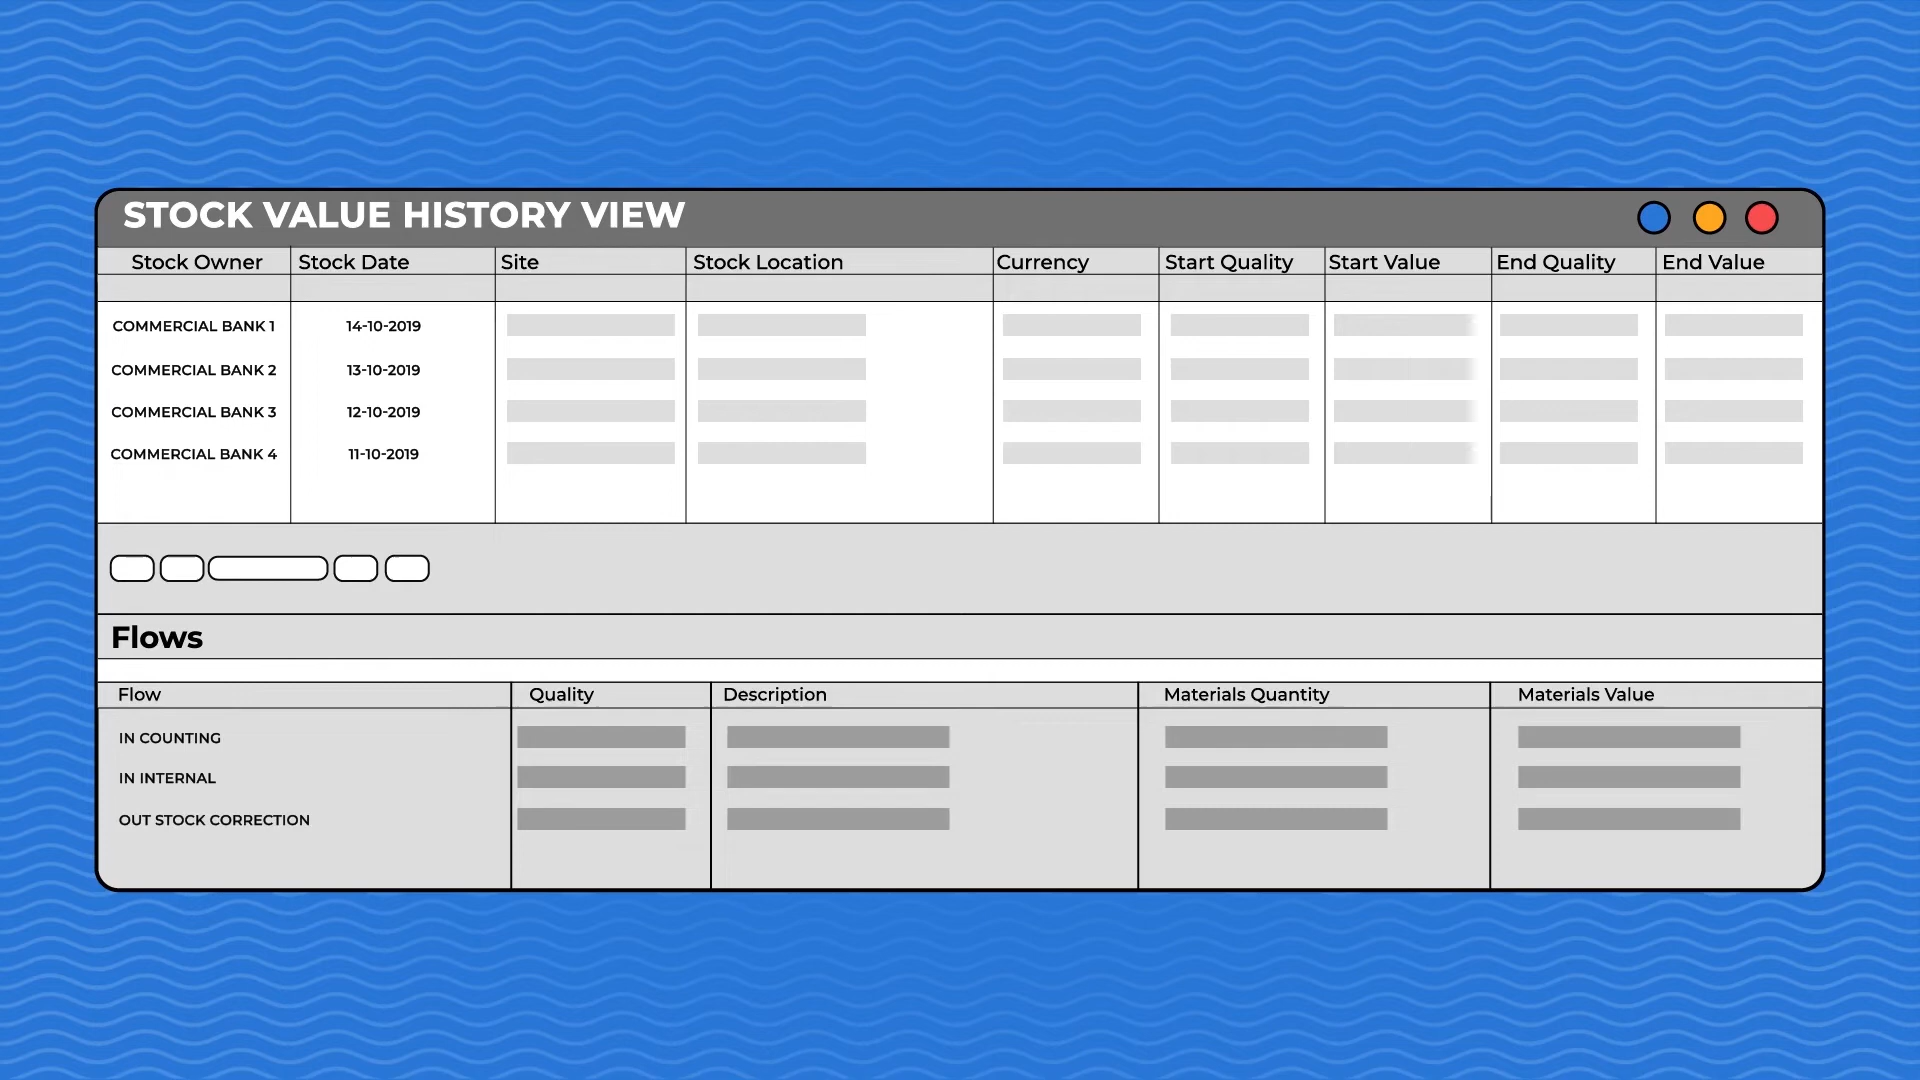 STOCK VALUE HISTORY VIEW
Stock Owner Stock Date Site Stock Location Currency Start Quality Start Value End Quality End Value
COMMERCIAL BANK 1 14-10-2019
COMMERCIAL BANK 2 13-10-2019
COMMERCIAL BANK 3 12-10-2019
COMMERCIAL BANK 4 11-10-2019
Flows
Flow Quality Description Materials Quantity Materials Value
IN COUNTING
IN INTERNAL
OUT STOCK CORRECTION